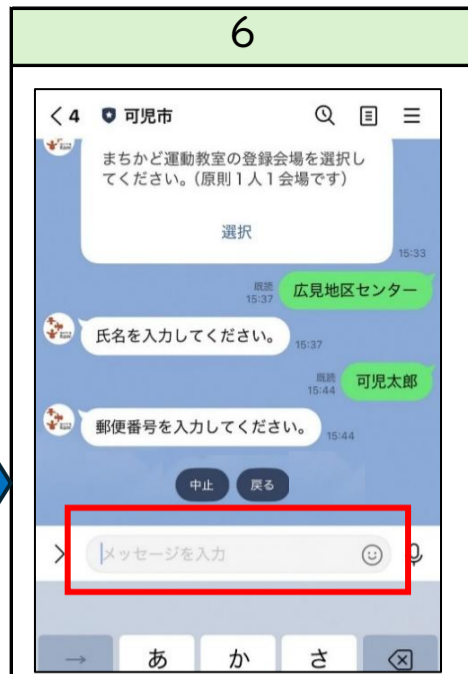 6
4 可児市
まちかど運動教室の登録会場を選択し
てください。（原則１人１会場です）
選択
15:33
既読
15:37
広見地区センター
氏名を入力してください。
15:37
既読
15:44
可児太郎
郵便番号を入力してください。
15:44
中止 戻る
メッセージを入力
→ あ か さ